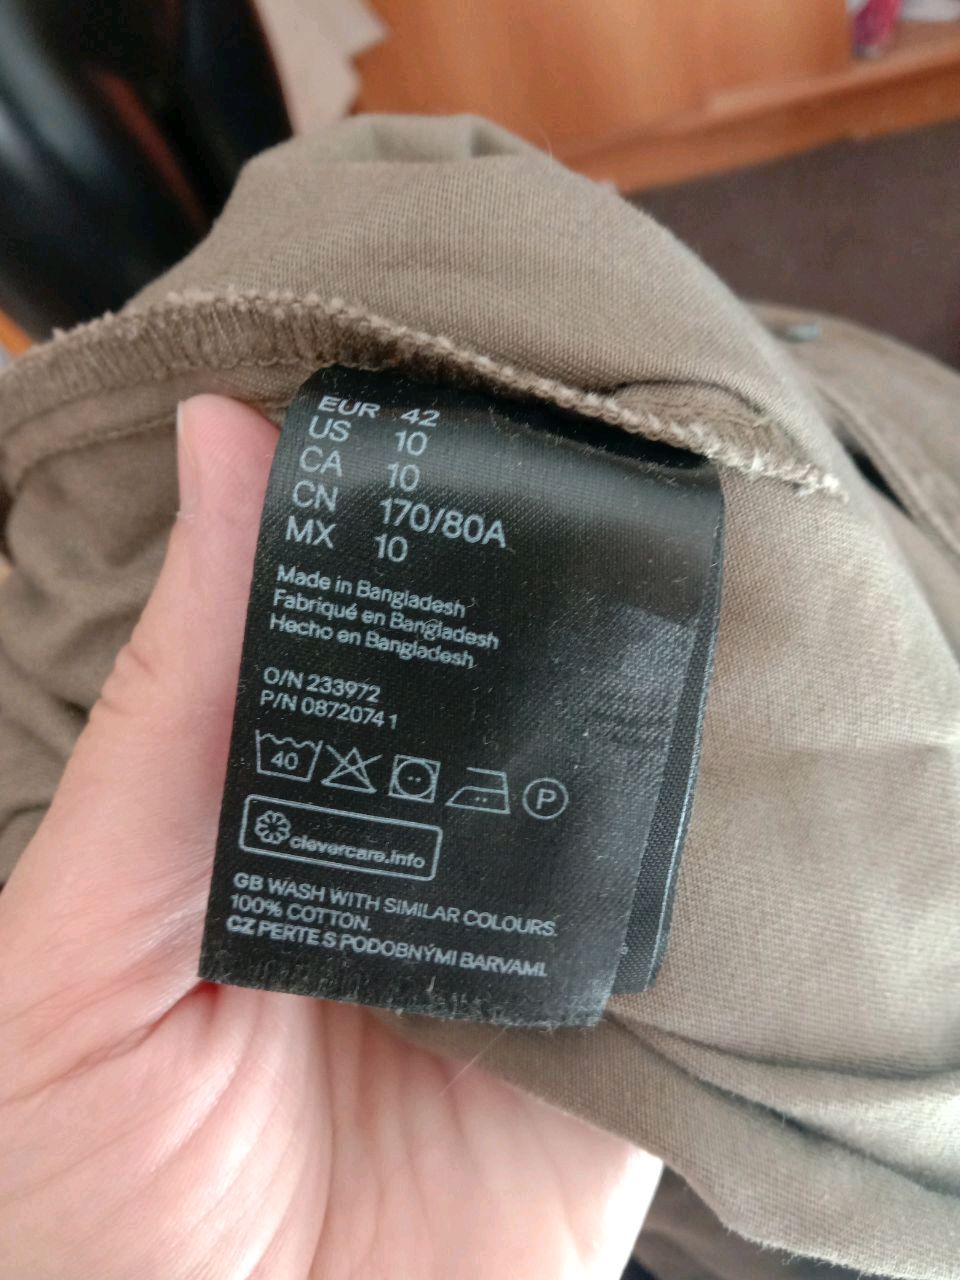 EUR 42
US 10
CA 10
CN 170/80A
MX 10
Made in Bangladesh
Fabriqué en Bangladesh
Hecho en Bangladesh
O/N 233972
P/N 0872074 1
40
P
clevercare.info
GB WASH WITH SIMILAR COLOURS.
100% COTTON.
CZ PERTE S PODOBNÝMI BARVAMI.